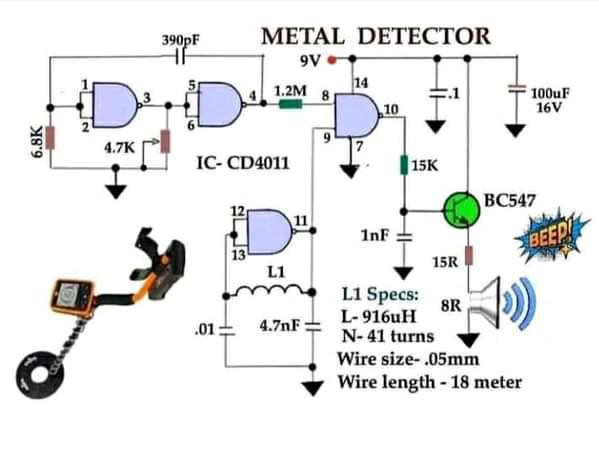 METAL DETECTOR
390pF
9V
1
2
3
5
6
4
1.2M
8
9
14
10
7
.1
100uF
16V
6.8K
4.7K
IC- CD4011
15K
BC547
BEEP!
12
13
11
L1
1nF
15R
8R
.01
4.7nF
L1 Specs:
L- 916uH
N- 41 turns
Wire size- .05mm
Wire length - 18 meter